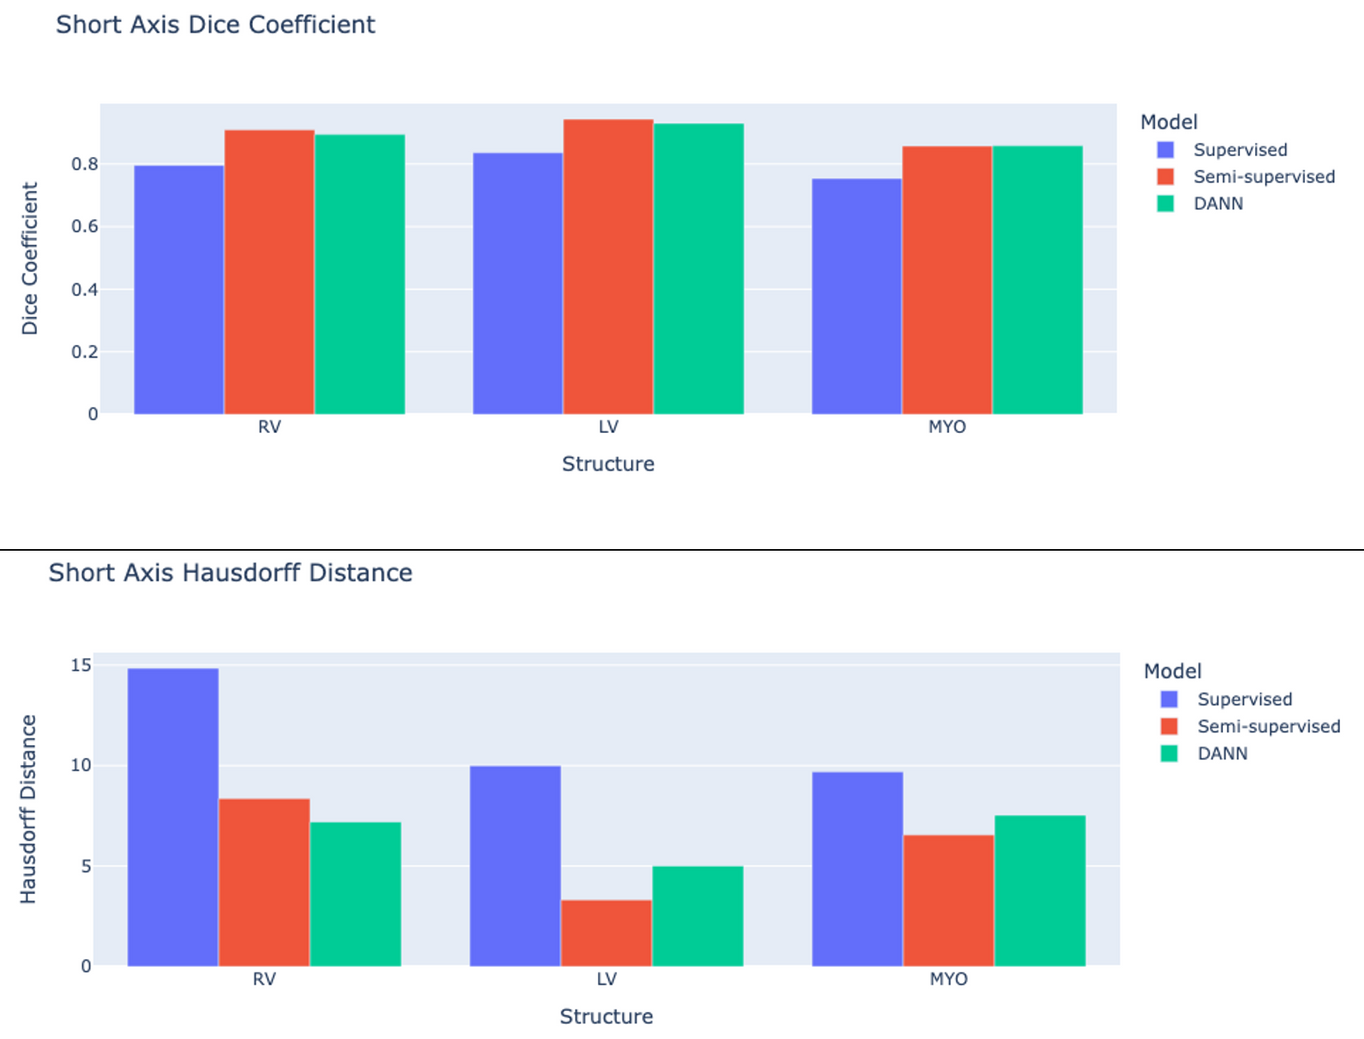 Short Axis Dice Coefficient
Model
Supervised
Semi-supervised
DANN
Dice Coefficient
0.8
0.6
0.4
0.2
0
RV
LV
MYO
Structure
Short Axis Hausdorff Distance
Model
Supervised
Semi-supervised
DANN
Hausdorff Distance
15
10
5
0
RV
LV
MYO
Structure